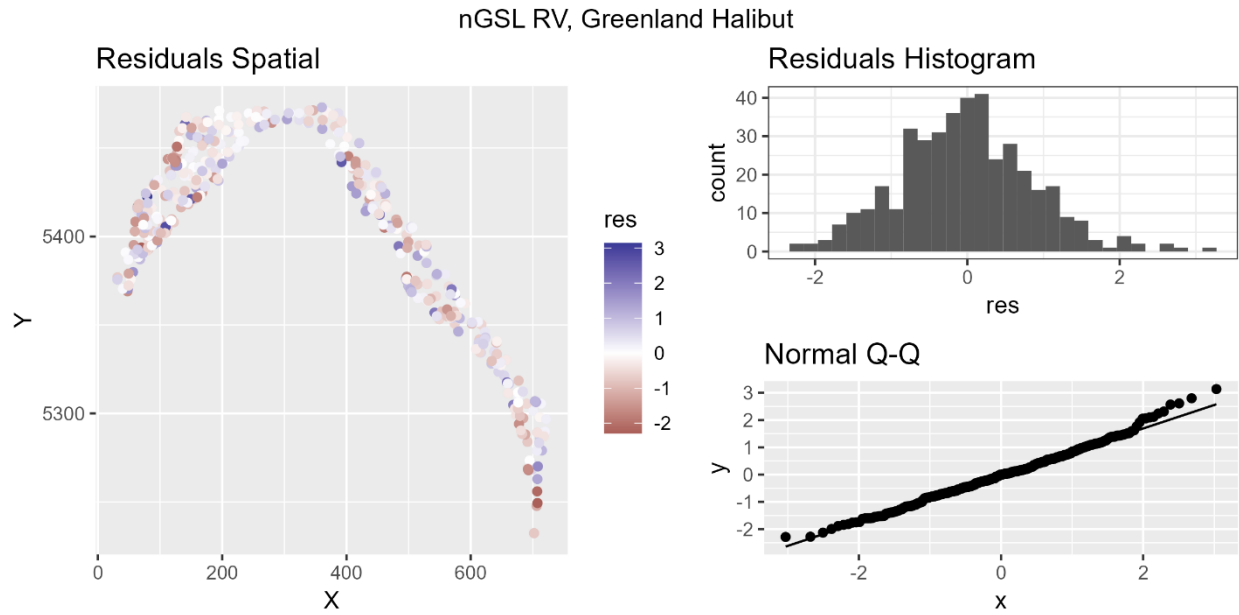 nGSL RV, Greenland Halibut
Residuals Spatial
5400
5300
Y
0 200 400 600
X
res
3
2
1
0
-1
-2
Residuals Histogram
40
30
20
10
0
count
-2 0 2
res
Normal Q-Q
3
2
1
0
-1
-2
y
-2 0 2
x